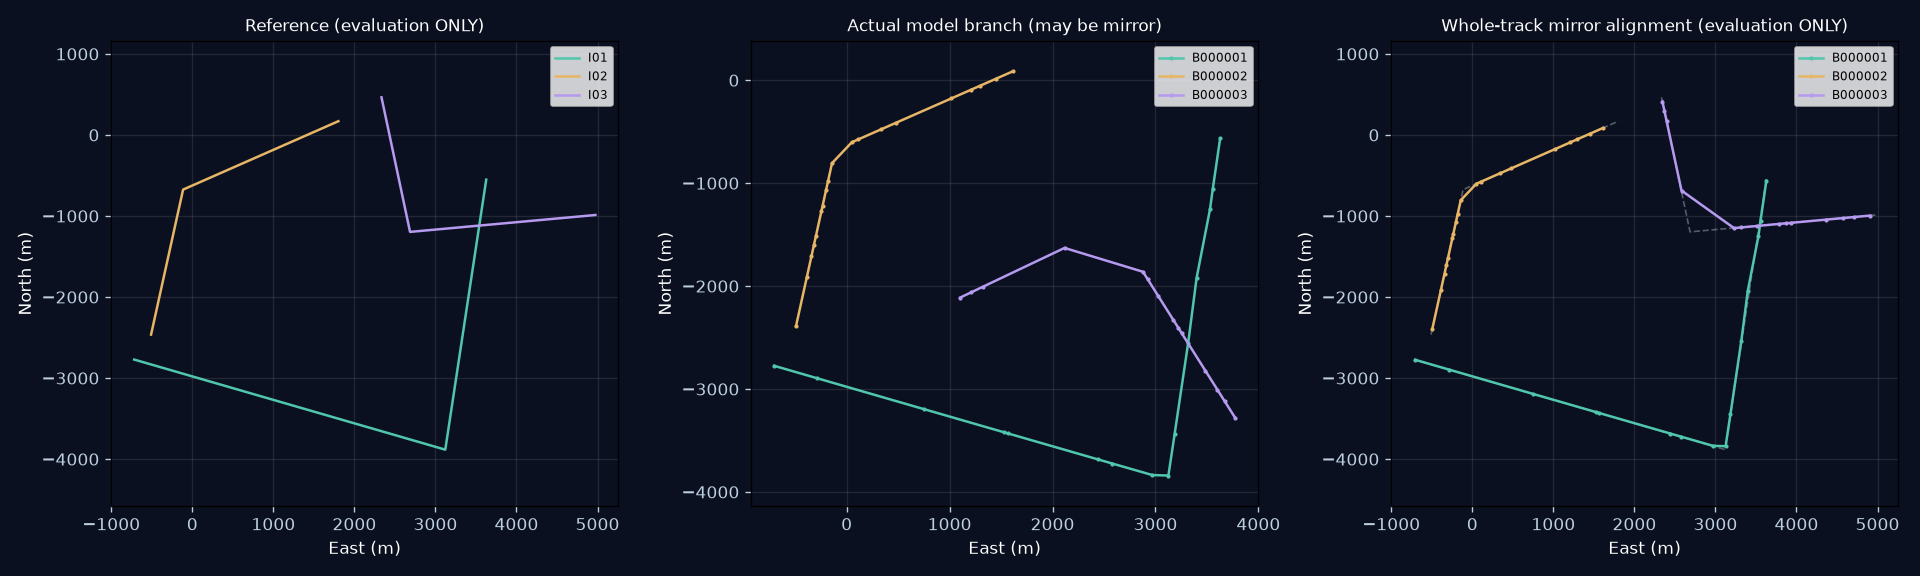 Reference (evaluation ONLY)
1000
0
−1000
−2000
−3000
−4000
North (m)
−1000
0
1000
2000
3000
4000
5000
East (m)
I01
I02
I03
Actual model branch (may be mirror)
0
−1000
−2000
−3000
−4000
North (m)
0
1000
2000
3000
4000
East (m)
B000001
B000002
B000003
Whole-track mirror alignment (evaluation ONLY)
1000
0
−1000
−2000
−3000
−4000
North (m)
−1000
0
1000
2000
3000
4000
5000
East (m)
B000001
B000002
B000003